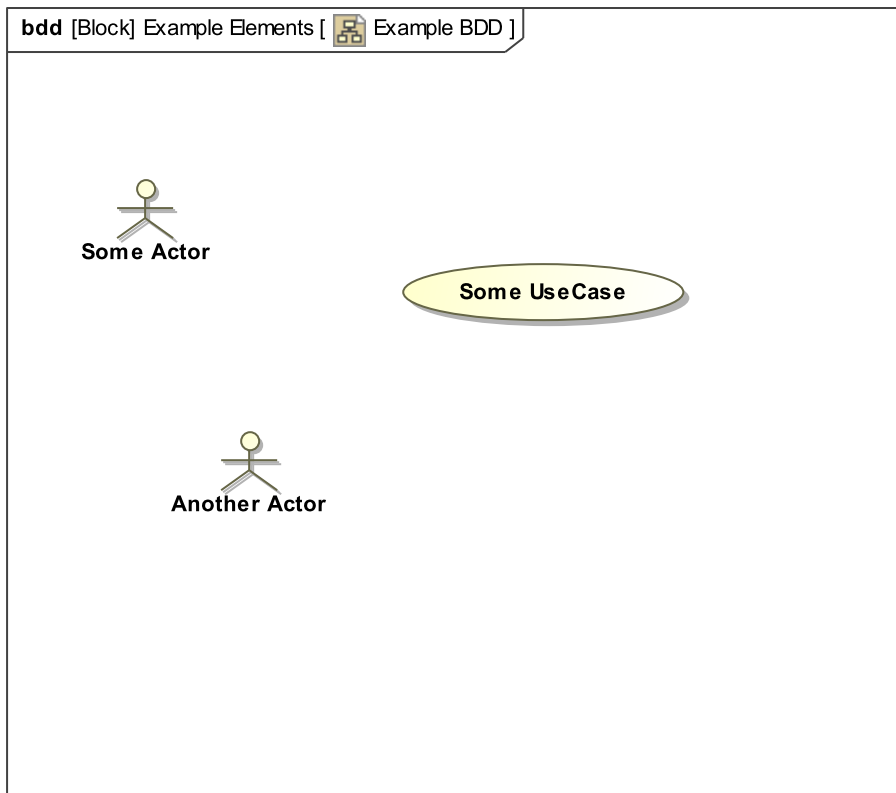 bdd [Block] Example Elements [ Example BDD ]
Some Actor
Some UseCase
Another Actor